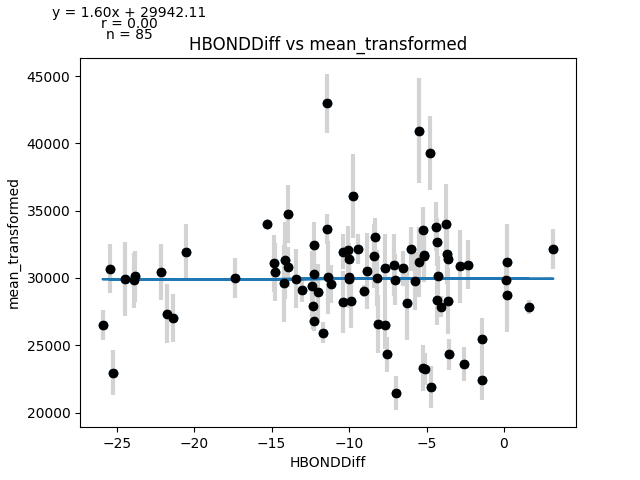 y = 1.60x + 29942.11
r = 0.00
n = 85
HBONDDiff vs mean_transformed
45000
40000
35000
30000
25000
20000
mean_transformed
−25
−20
−15
−10
−5
0
HBONDDiff